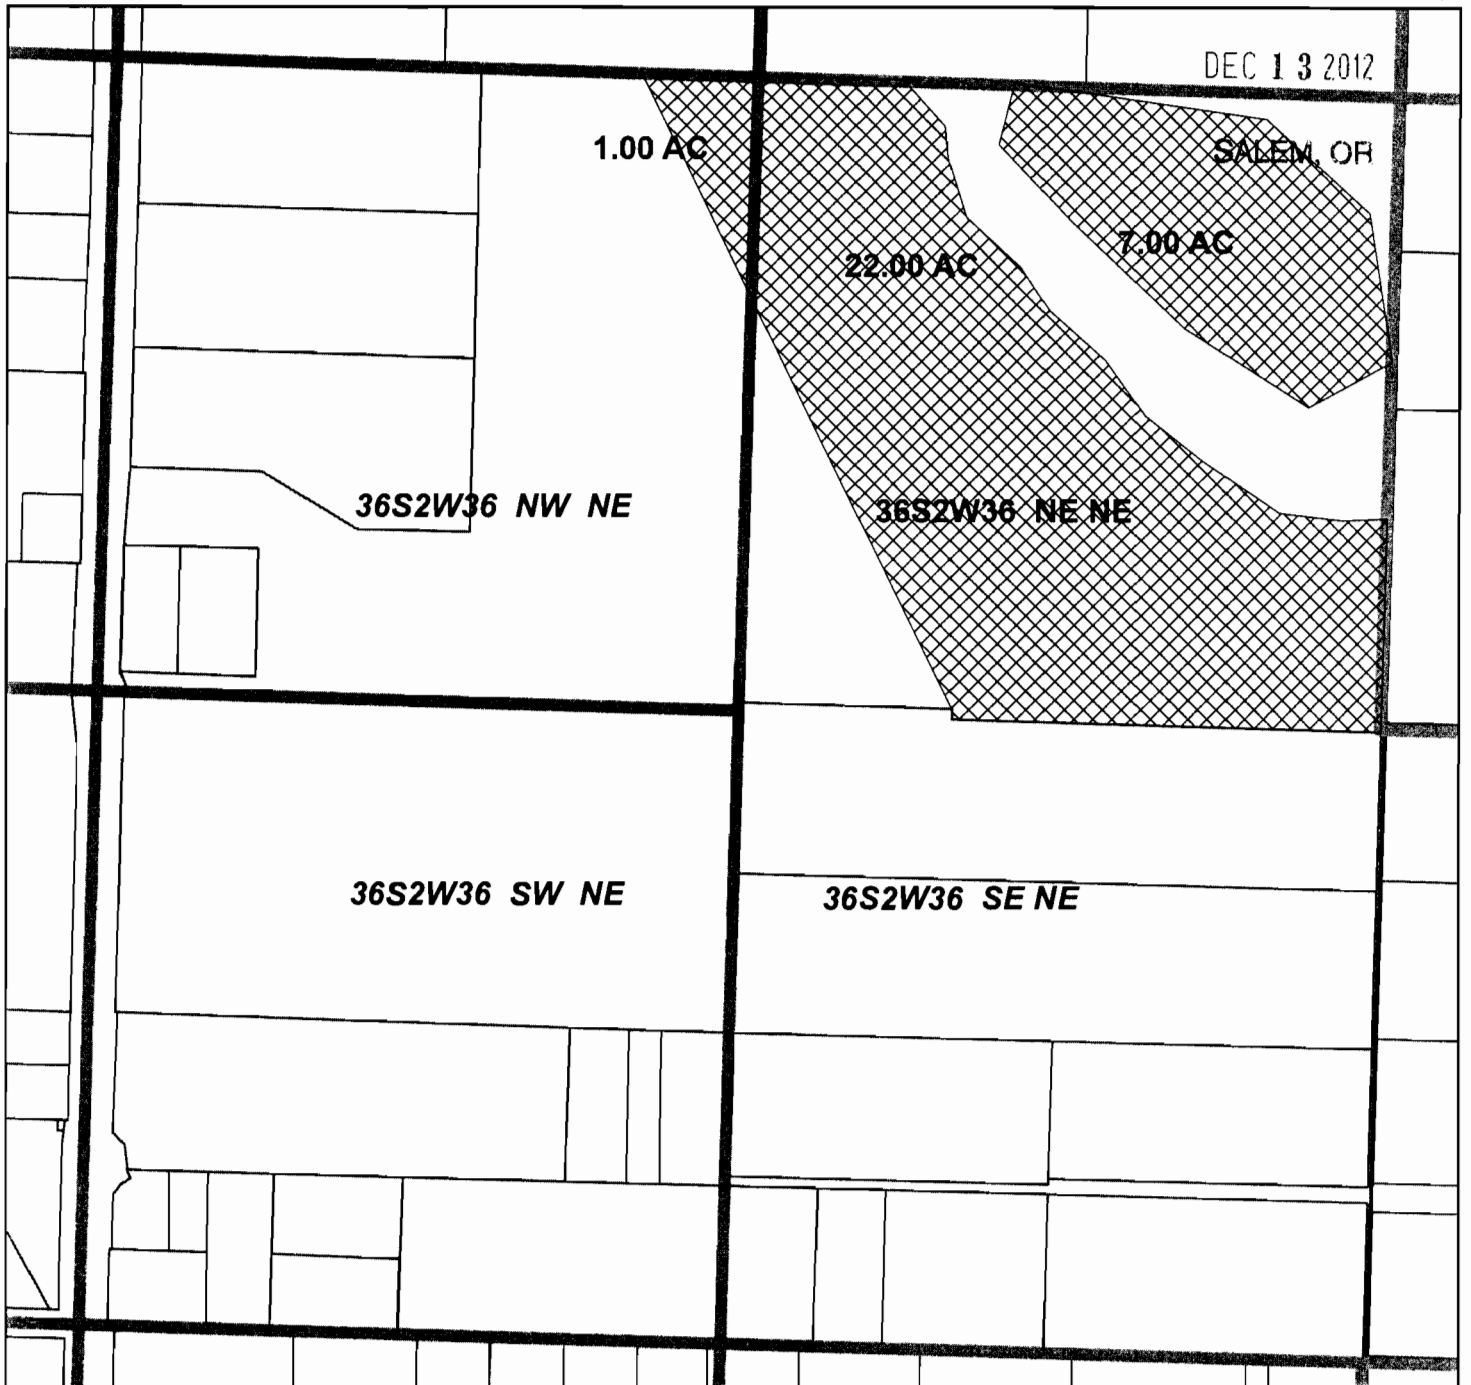 DEC 13 2012
1.00 AC
SALEM, OR
7.00 AC
22.00 AC
36S2W36 NW NE
36S2W36 NE NE
36S2W36 SW NE
36S2W36 SE NE